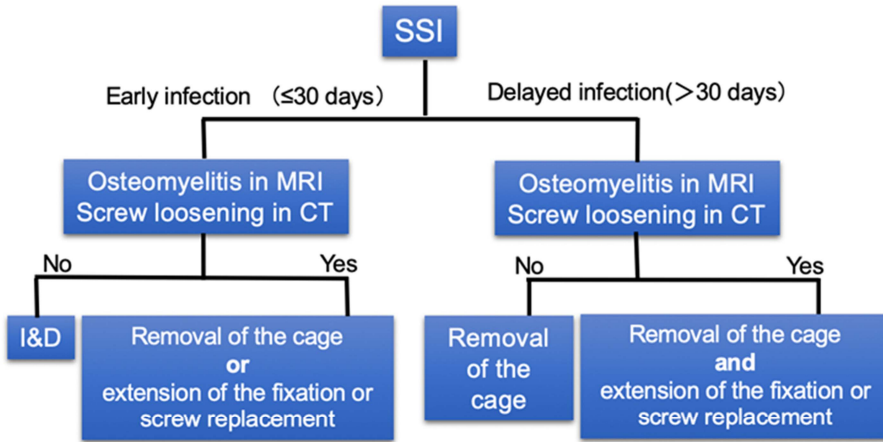 SSI
Early infection （≤30 days）
Delayed infection(＞30 days）
Osteomyelitis in MRI
Screw loosening in CT
Osteomyelitis in MRI
Screw loosening in CT
No
Yes
No
Yes
I&D
Removal of the cage
or
extension of the fixation or
screw replacement
Removal
of the
cage
Removal of the cage
and
extension of the fixation or
screw replacement